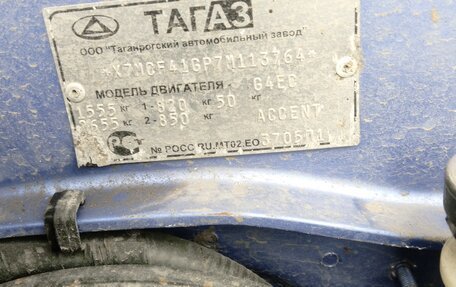 ТАГАЗ
ООО "Таганрогский автомобильный завод"
X7MCF41GP7M113764
МОДЕЛЬ ДВИГАТЕЛЯ - G4EC
1555 кг 1-820 кг 50 кг
2655 кг 2-850 кг ACCENT
№ РОСС RU.MT02.E0